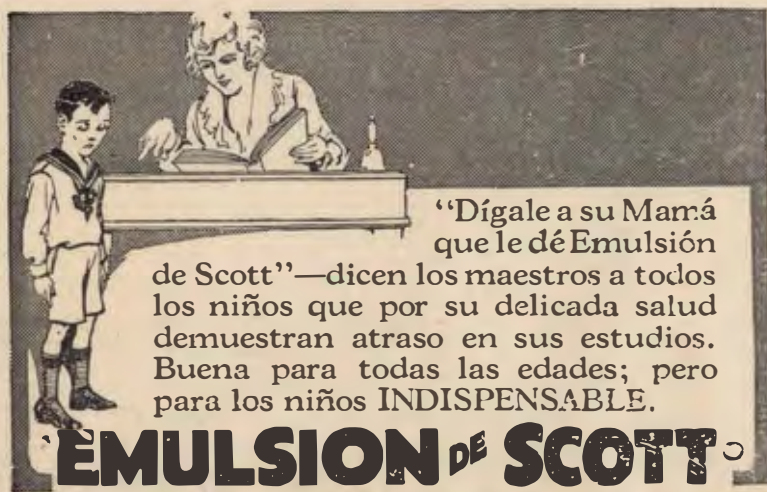 “Dígale a su Mamá
que le dé Emulsión
de Scott”—dicen los maestros a todos
los niños que por su delicada salud
demuestran atraso en sus estudios.
Buena para todas las edades; pero
para los niños INDISPENSABLE.
EMULSION DE SCOTT